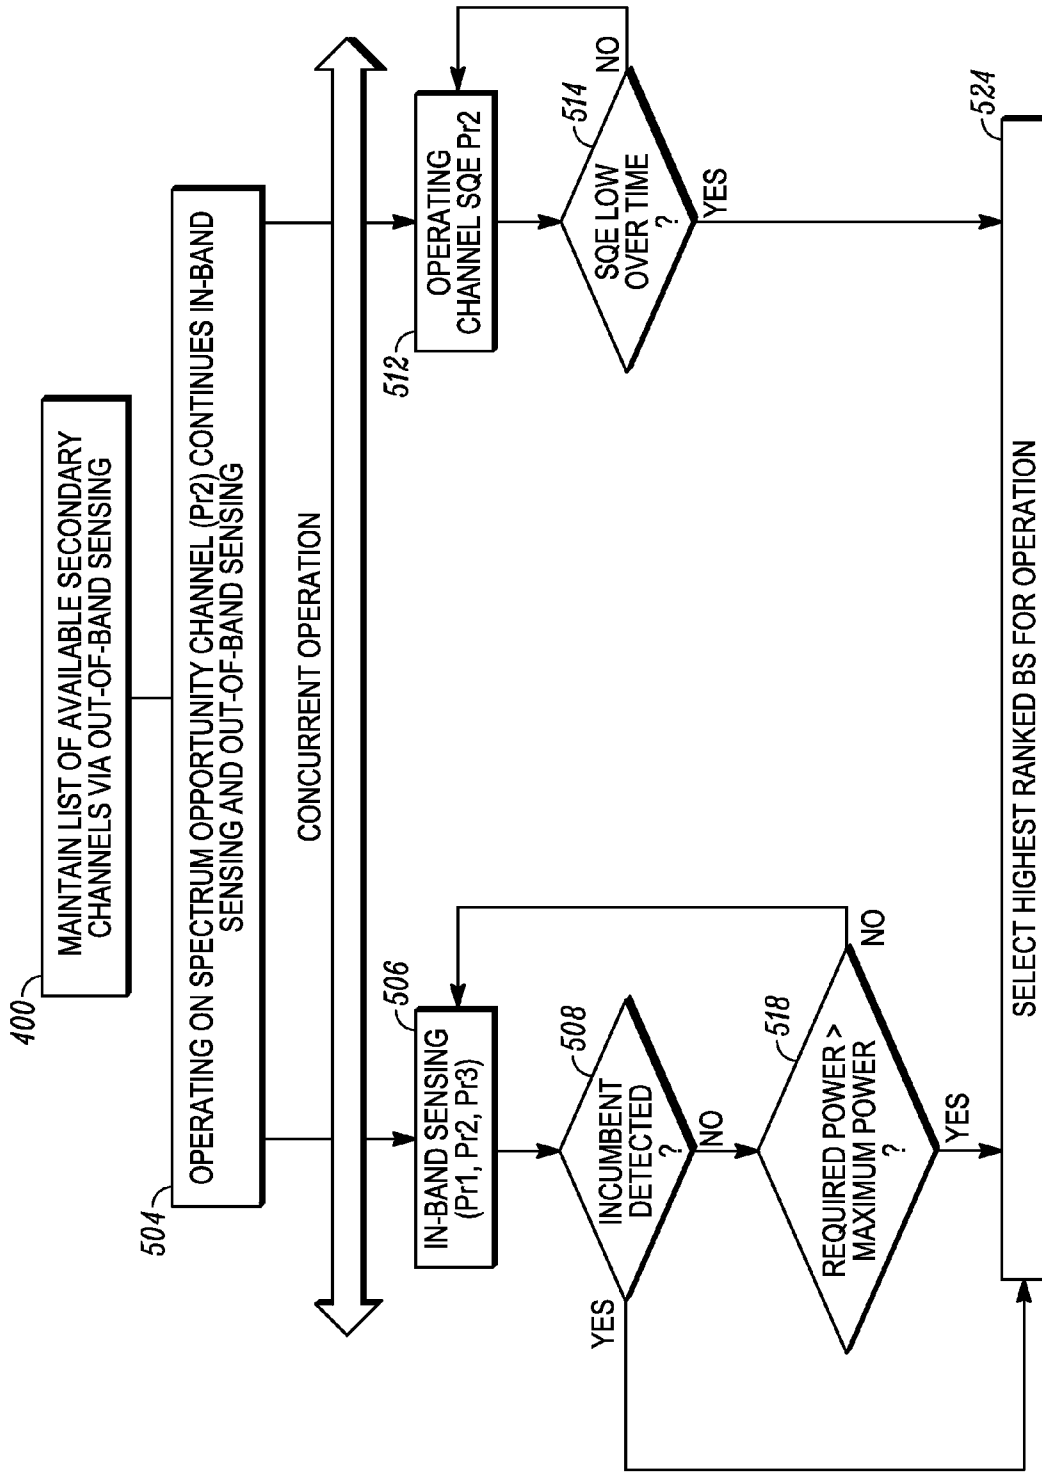 400
MAINTAIN LIST OF AVAILABLE SECONDARY
CHANNELS VIA OUT-OF-BAND SENSING
504
OPERATING ON SPECTRUM OPPORTUNITY CHANNEL (Pr2) CONTINUES IN-BAND
SENSING AND OUT-OF-BAND SENSING
CONCURRENT OPERATION
506
IN-BAND SENSING
(Pr1, Pr2, Pr3)
508
INCUMBENT
DETECTED
?
YES
NO
518
REQUIRED POWER >
MAXIMUM POWER
?
NO
YES
512
OPERATING
CHANNEL SQE Pr2
514
SQE LOW
OVER TIME
?
NO
YES
524
SELECT HIGHEST RANKED BS FOR OPERATION